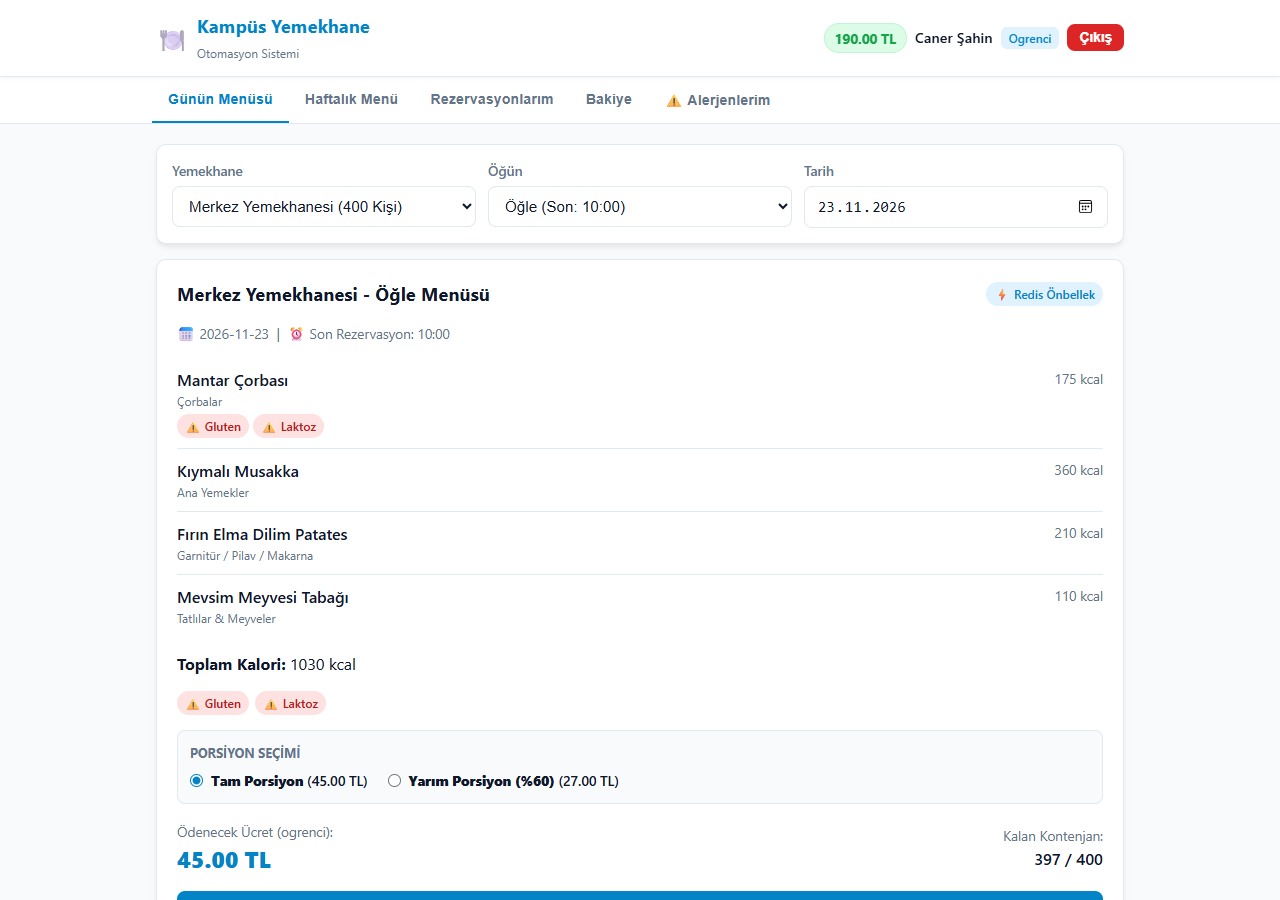 Kampüs Yemekhane
Otomasyon Sistemi
190.00 TL
Caner Şahin
Ogrenci
Çıkış
Günün Menüsü
Haftalık Menü
Rezervasyonlarım
Bakiye
Alerjenlerim
Yemekhane
Öğün
Tarih
Merkez Yemekhanesi (400 Kişi)
Öğle (Son: 10:00)
23.11.2026
Merkez Yemekhanesi - Öğle Menüsü
Redis Önbellek
2026-11-23 | Son Rezervasyon: 10:00
Mantar Çorbası
175 kcal
Çorbalar
Gluten
Laktoz
Kıymalı Musakka
360 kcal
Ana Yemekler
Fırın Elma Dilim Patates
210 kcal
Garnitür / Pilav / Makarna
Mevsim Meyvesi Tabağı
110 kcal
Tatlılar & Meyveler
Toplam Kalori: 1030 kcal
Gluten
Laktoz
PORSİYON SEÇİMİ
Tam Porsiyon (45.00 TL)
Yarım Porsiyon (%60) (27.00 TL)
Ödenecek Ücret (ogrenci):
45.00 TL
Kalan Kontenjan:
397 / 400